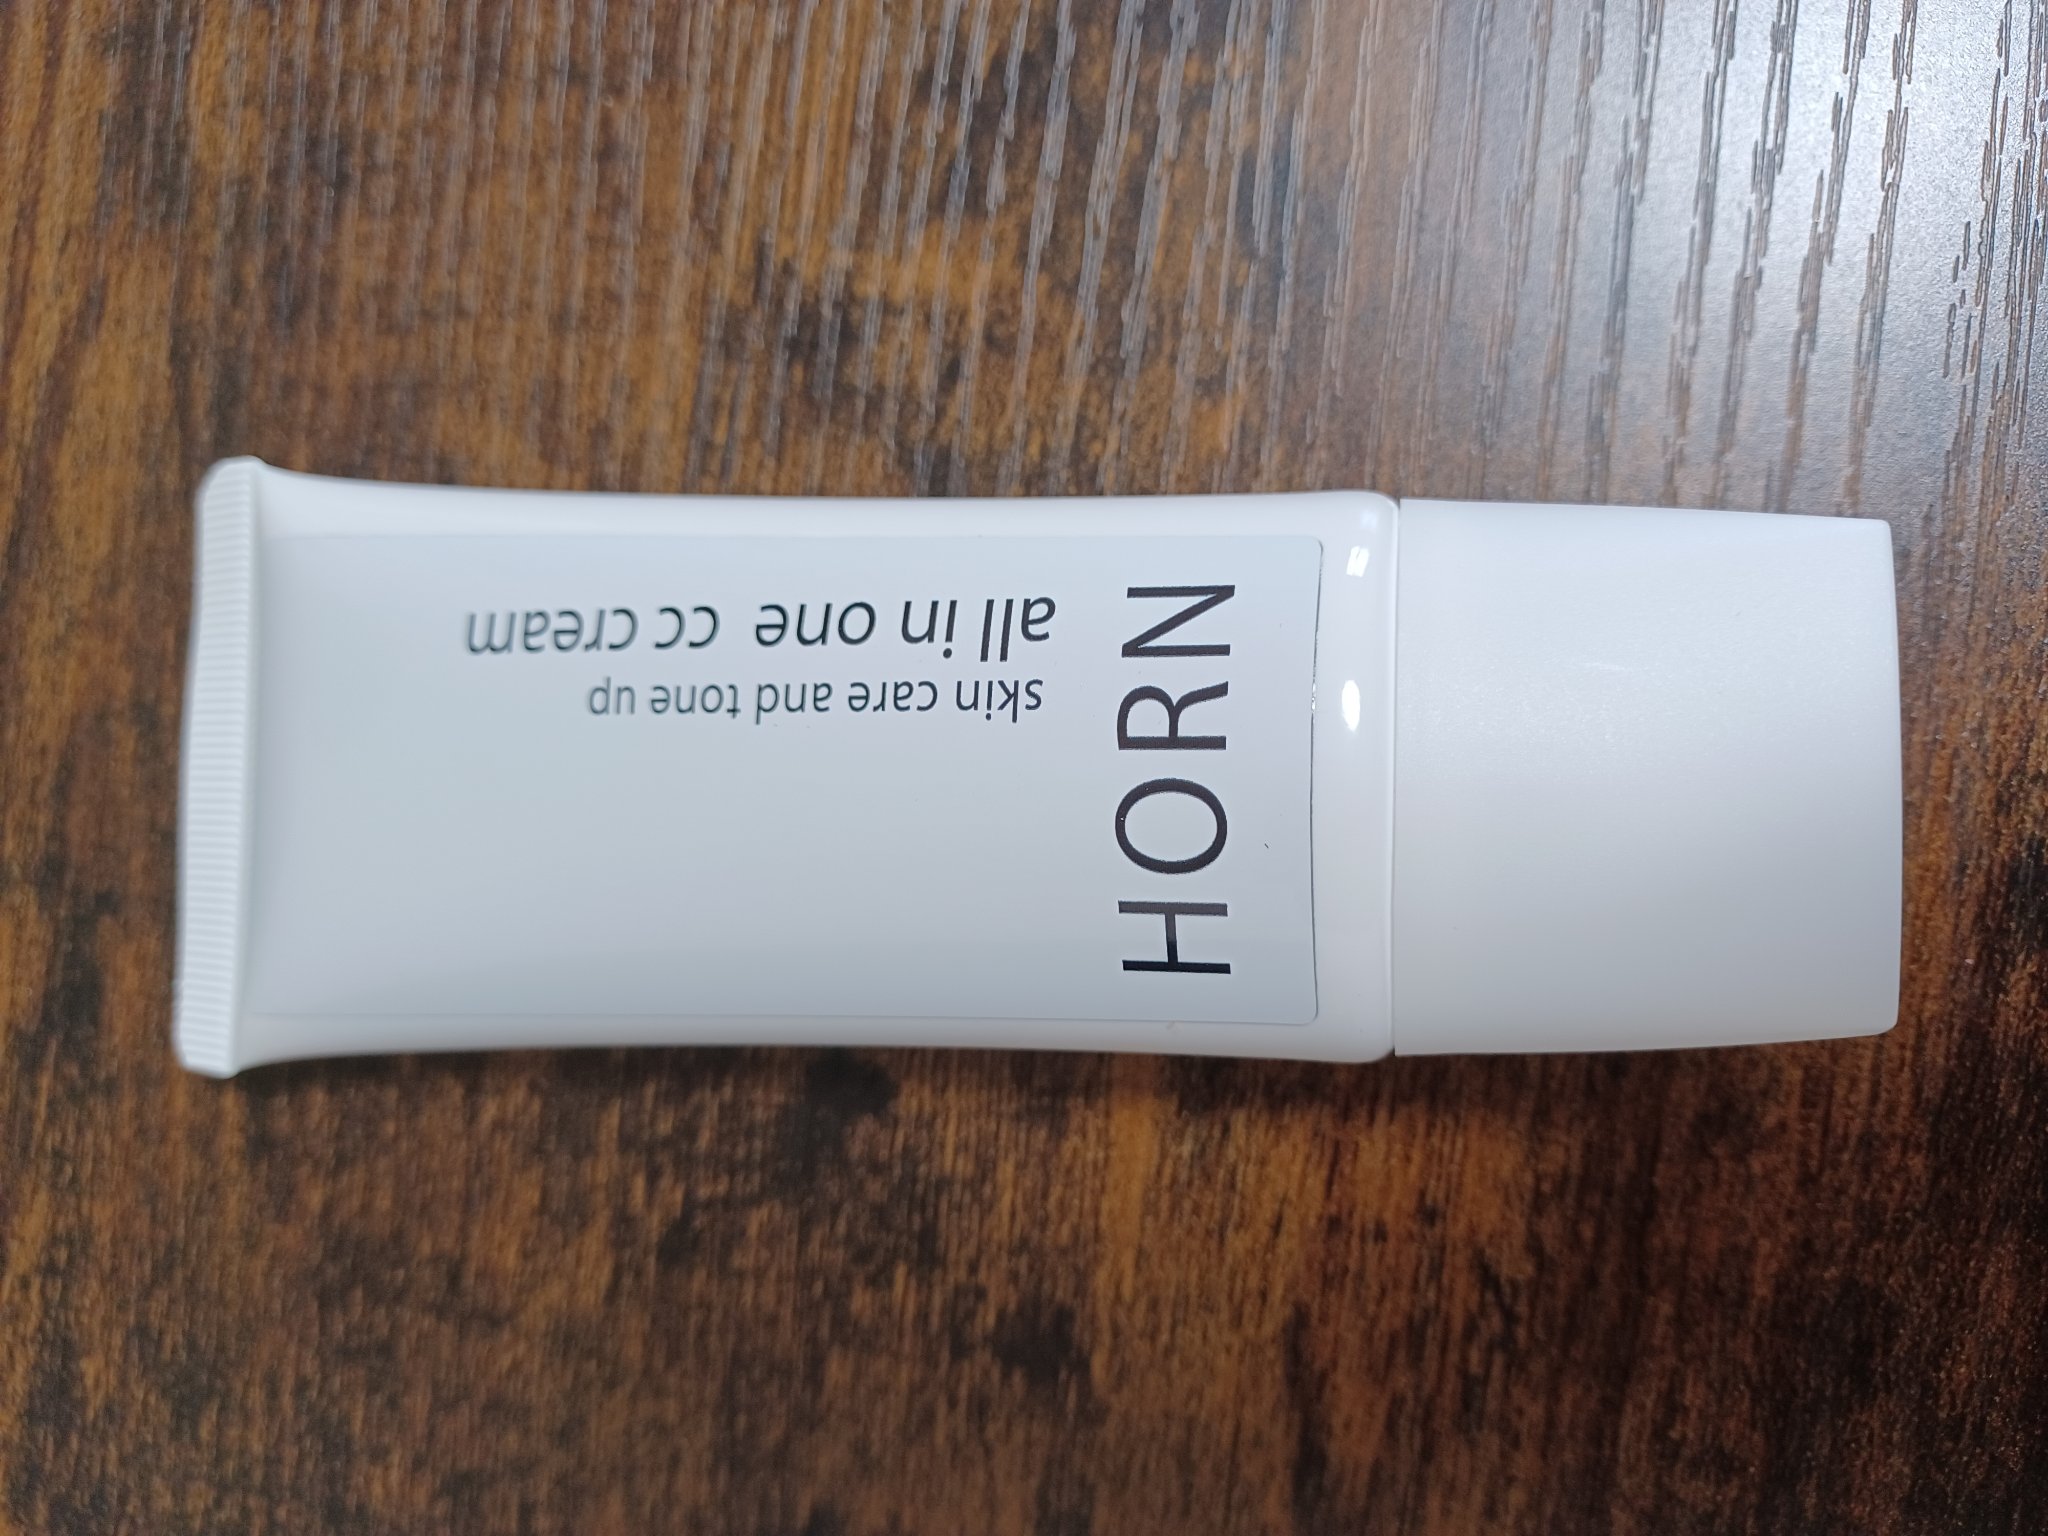 HORN
all in one cc cream
skin care and tone up